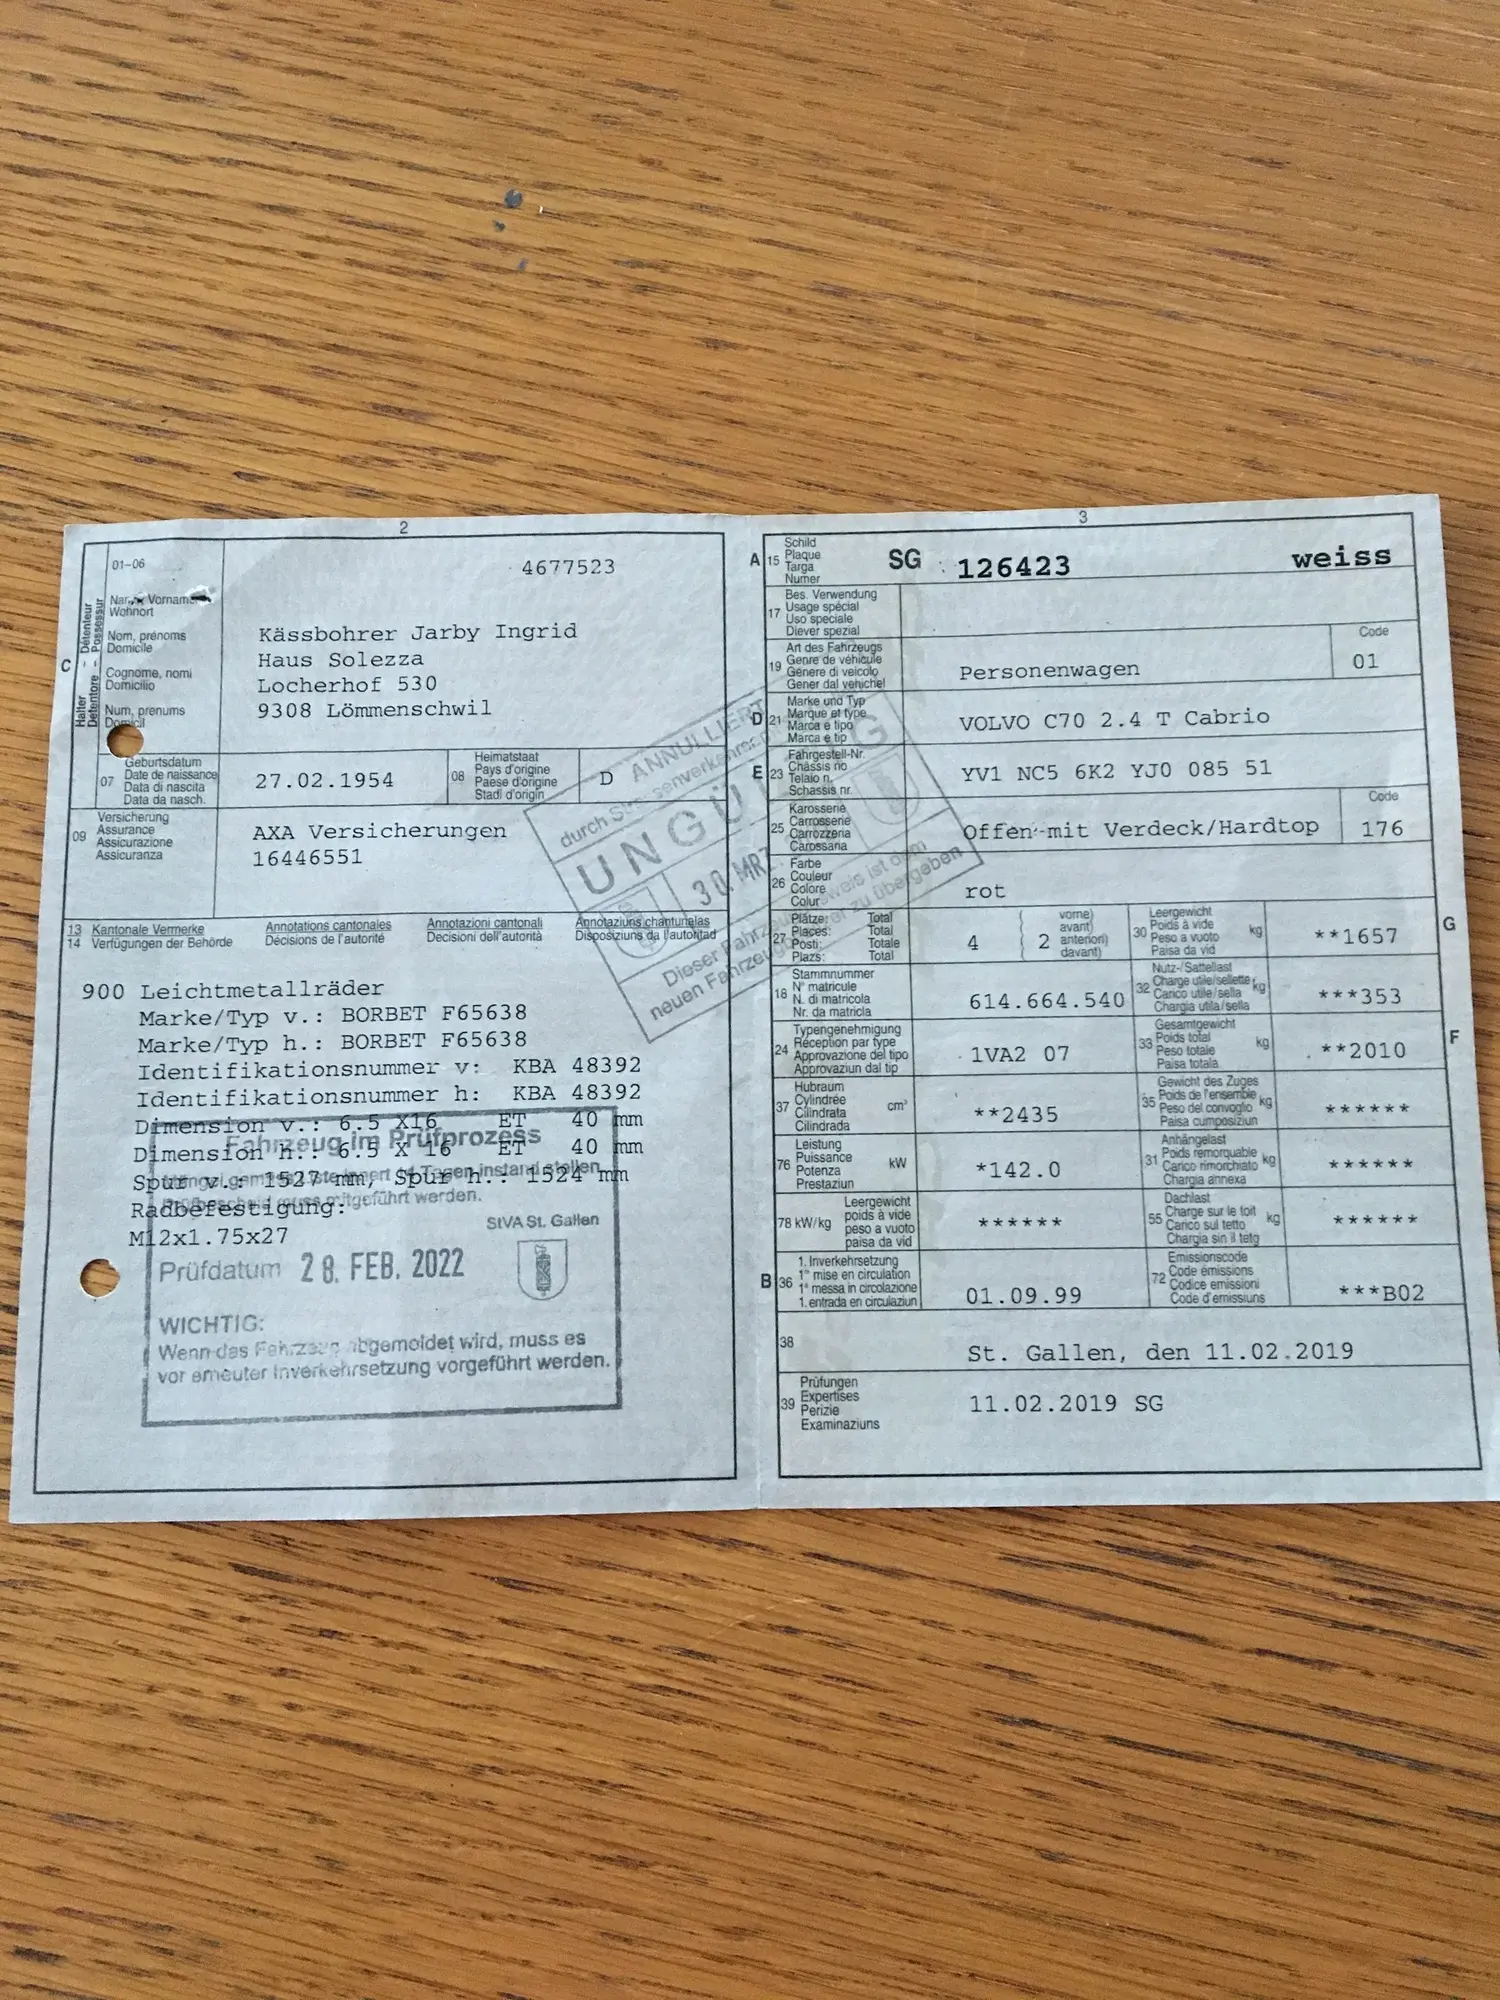 2
01-06
4677523
Wohnort
Nom, prénoms
Domicile
Cognome, nomi
Domicilio
Num, prenums
Domicil
C
Halter - Détenteur
Detentore - Possessur
Kässbohrer Jarby Ingrid
Haus Solezza
Locherhof 530
9308 Lömmenschwil
07
Geburtsdatum
Date de naissance
Data di nascita
Data da nasch.
27.02.1954
08
Heimatstaat
Pays d'origine
Paese d'origine
Stadi d'origin
D
09
Versicherung
Assurance
Assicurazione
Assicuranza
AXA Versicherungen
16446551
13 Kantonale Vermerke
14 Verfügungen der Behörde
Annotations cantonales
Décisions de l'autorité
Annotazioni cantonali
Decisioni dell'autorità
Annotaziuns chantunalas
Disposiziuns da l'autoritad
900 Leichtmetallräder
Marke/Typ v.: BORBET F65638
Marke/Typ h.: BORBET F65638
Identifikationsnummer v: KBA 48392
Identifikationsnummer h: KBA 48392
Dimension v.: 6.5 X16 ET 40 mm
Dimension h.: 6.5 X 16 ET 40 mm
Spur v.: 1527 mm, Spur h.: 1524 mm
Radbefestigung:
M12x1.75x27
Fahrzeug im Prüfprozess
14 Tagen instand stellen.
muss mitgeführt werden.
StVA St. Gallen
Prüfdatum 28. FEB. 2022
WICHTIG:
Wenn das Fahrzeug abgemeldet wird, muss es
vor erneuter Inverkehrsetzung vorgeführt werden.
ANNULLIERT
durch
UNGÜLTIG
30. MRZ.
Dieser
ist dem
neuen
zu übergeben
3
A 15
Schild
Plaque
Targa
Numer
SG 126423 weiss
17
Bes. Verwendung
Usage spécial
Uso speciale
Diever spezial
19
Art des Fahrzeugs
Genre de véhicule
Genere di veicolo
Gener dal vehichel
Personenwagen
Code
01
D 21
Marke und Typ
Marque et type
Marca e tipo
Marca e tip
VOLVO C70 2.4 T Cabrio
E 23
Fahrgestell-Nr.
Châssis no
Telaio n.
Schassis nr.
YV1 NC5 6K2 YJ0 085 51
25
Karosserie
Carrosserie
Carrozzeria
Carossaria
Offen mit Verdeck/Hardtop
Code
176
26
Farbe
Couleur
Colore
Colur
rot
27
Plätze: Total
Places: Total
Posti: Totale
Plazs: Total
4
2
vorne)
avant)
anteriori)
davant)
30
Leergewicht
Poids à vide
Peso a vuoto
Paisa da vid
kg
**1657
G
18
Stammnummer
N° matricule
N. di matricola
Nr. da matricla
614.664.540
32
Nutz-/Sattellast
Charge utile/sellette
Carico utile/sella
Chargia utila/sella
kg
***353
24
Typengenehmigung
Réception par type
Approvazione del tipo
Approvaziun dal tip
1VA2 07
33
Gesamtgewicht
Poids total
Peso totale
Paisa totala
kg
**2010
F
37
Hubraum
Cylindrée
Cilindrata
Cilindrada
cm³
**2435
35
Gewicht des Zuges
Poids de l'ensemble
Peso del convoglio
Paisa cumposiziun
kg
******
76
Leistung
Puissance
Potenza
Prestaziun
kW
*142.0
31
Anhängelast
Poids remorquable
Carico rimorchiato
Chargia annexa
kg
******
78 kW/kg
Leergewicht
poids à vide
peso a vuoto
paisa da vid
******
55
Dachlast
Charge sur le toit
Carico sul tetto
Chargia sin il tetg
kg
******
B 36
1. Inverkehrsetzung
1re mise en circulation
1a messa in circolazione
1. entrada en circulaziun
01.09.99
72
Emissionscode
Code émissions
Codice emissioni
Code d'emissiuns
***B02
38
St. Gallen, den 11.02.2019
39
Prüfungen
Expertises
Perizie
Examinaziuns
11.02.2019 SG